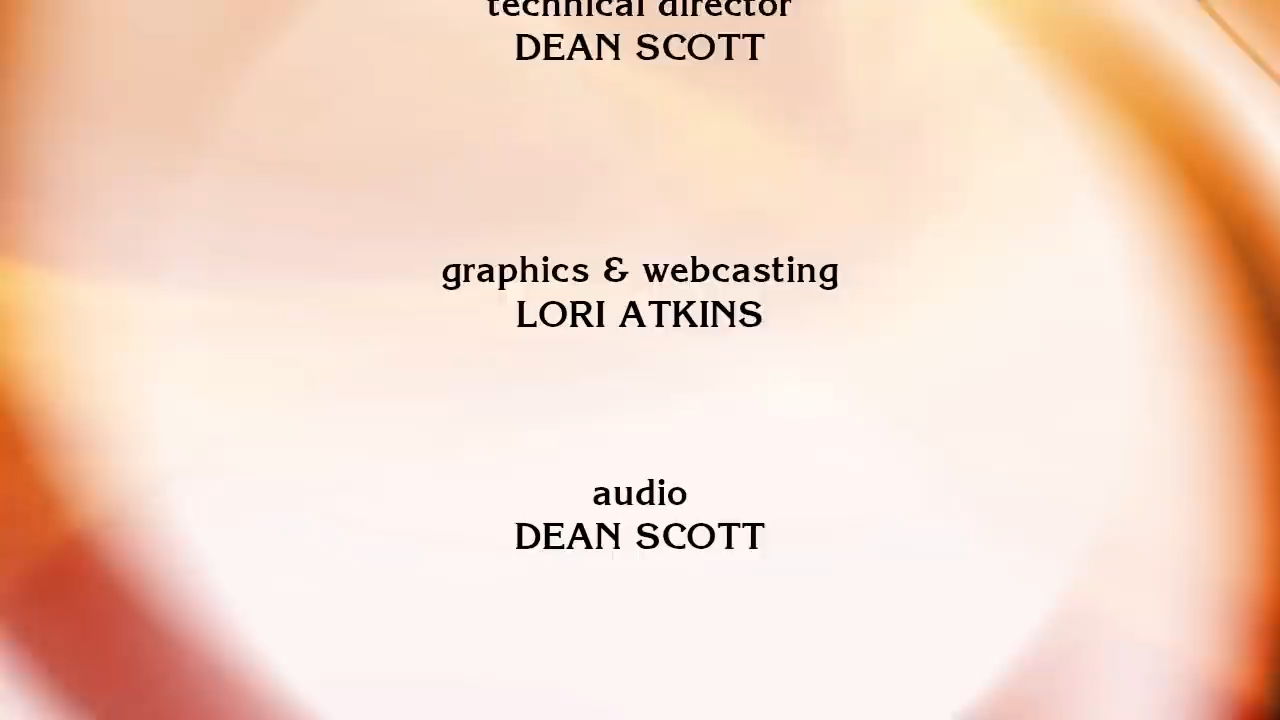 technical director
DEAN SCOTT
graphics & webcasting
LORI ATKINS
audio
DEAN SCOTT